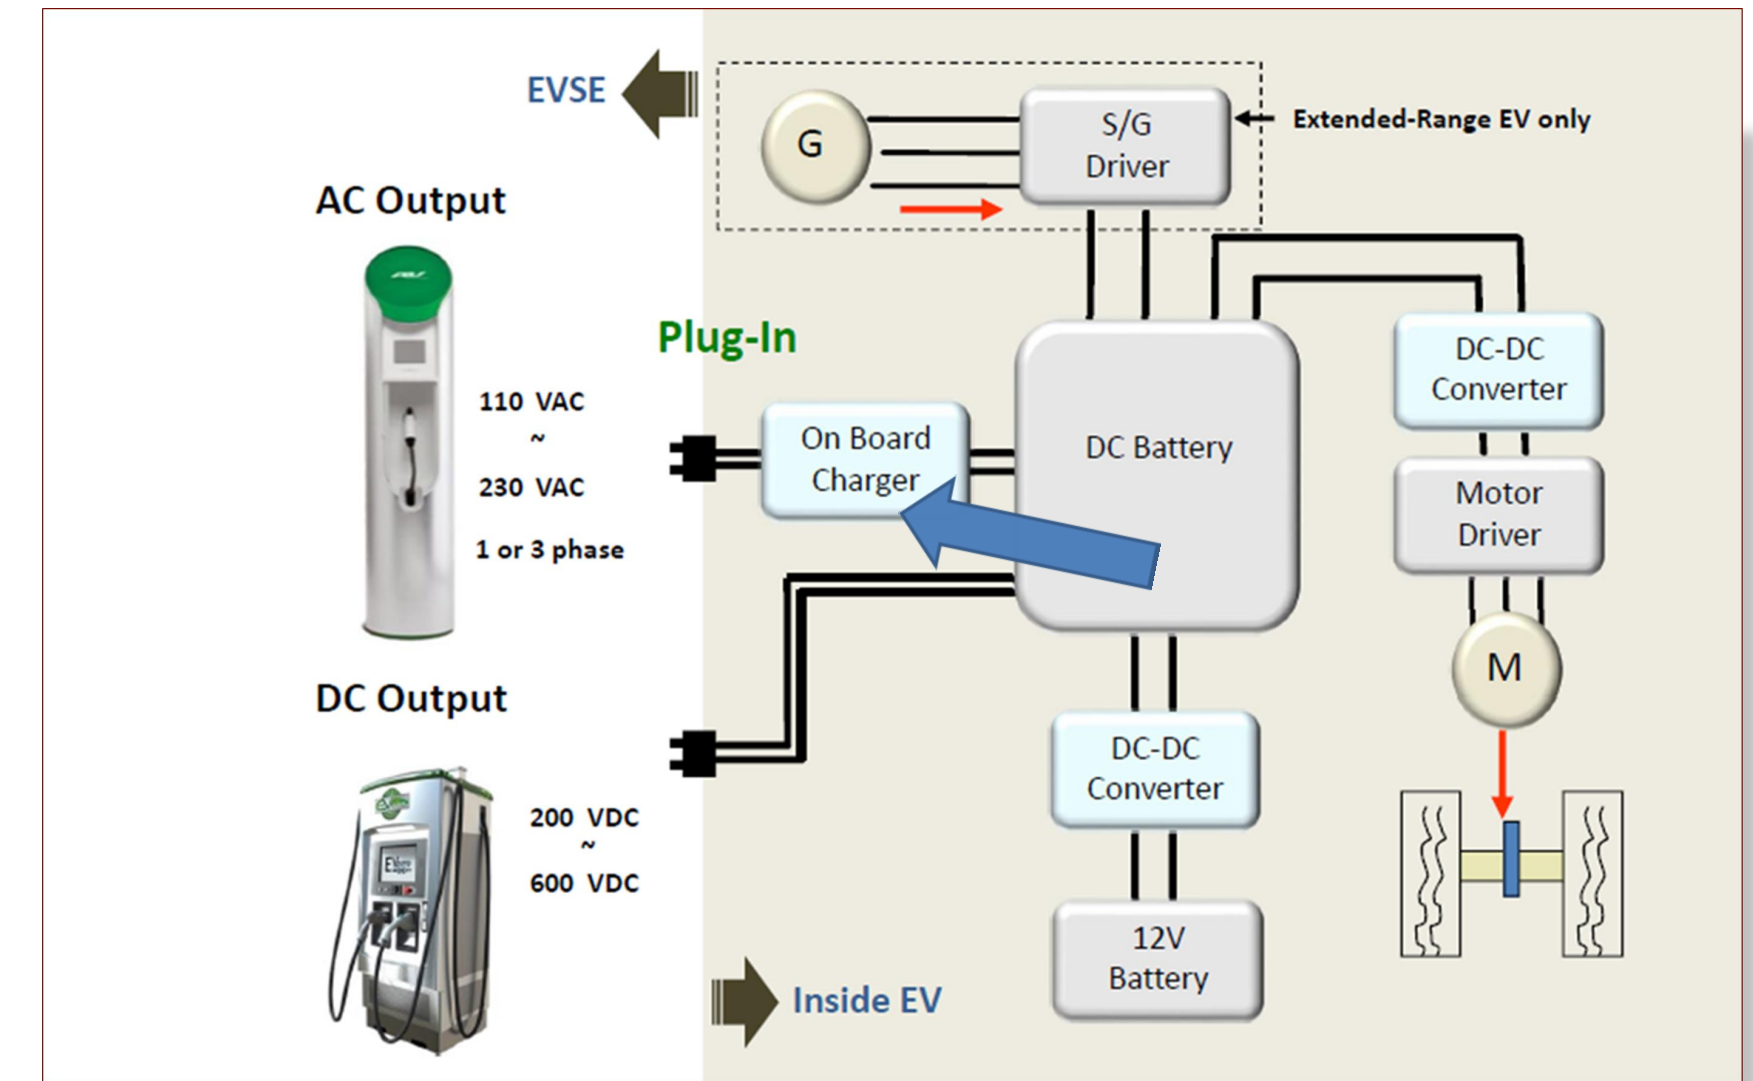 EVSE
G
S/G
Driver
Extended-Range EV only
AC Output
Plug-In
110 VAC
~
230 VAC
1 or 3 phase
On Board
Charger
DC Battery
DC-DC
Converter
Motor
Driver
M
DC Output
200 VDC
~
600 VDC
DC-DC
Converter
12V
Battery
Inside EV